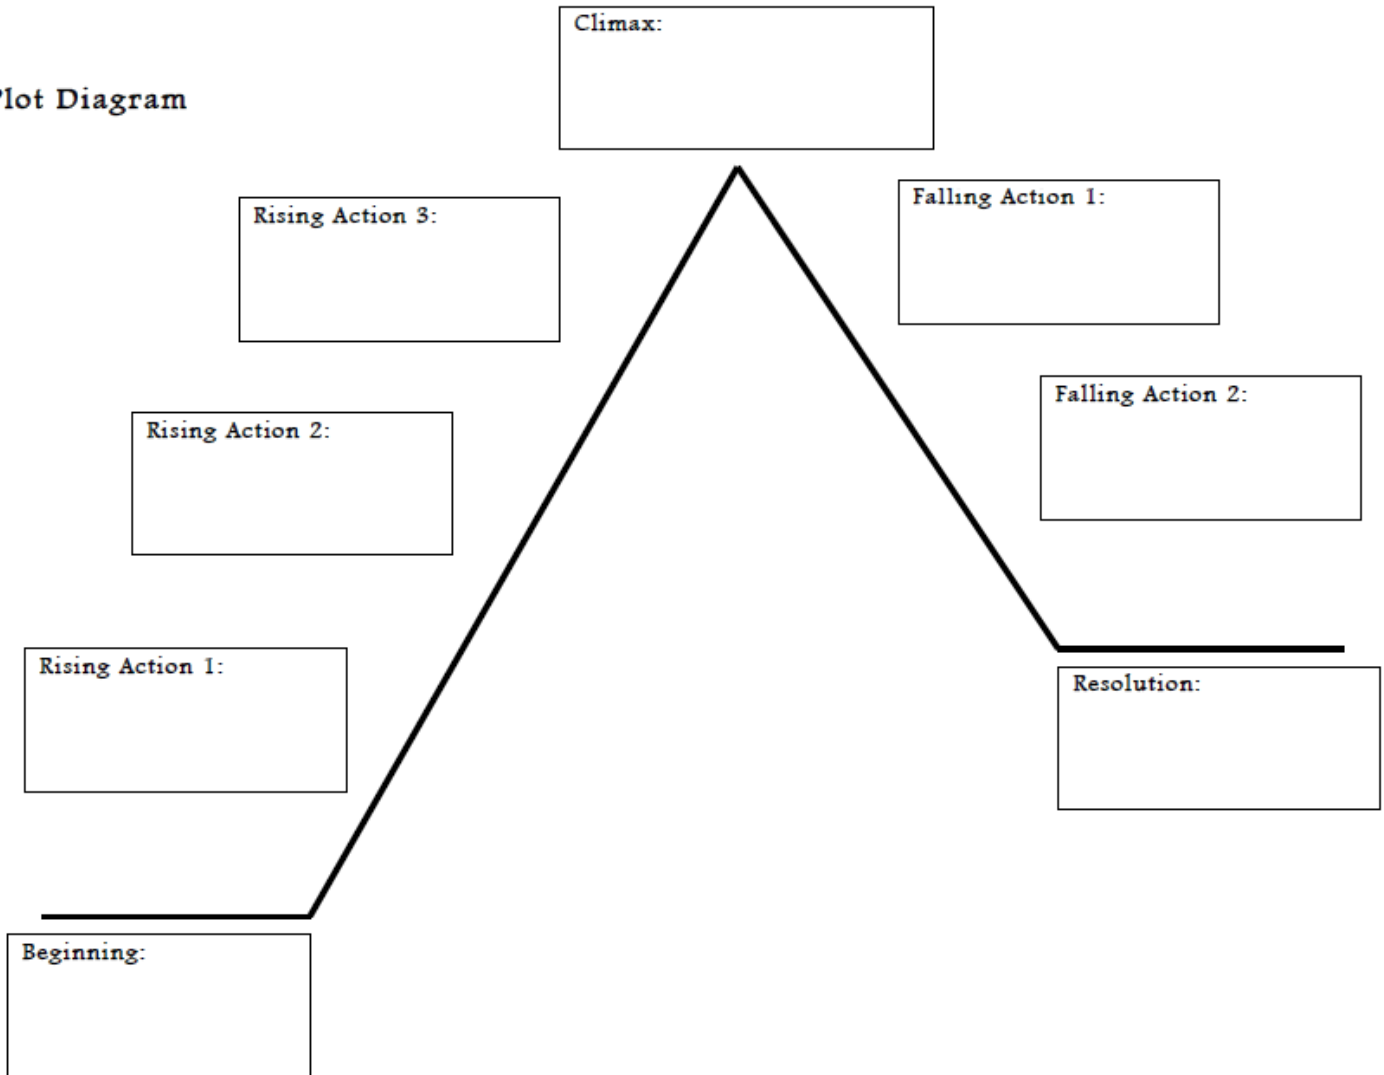 Climax:
Plot Diagram
Falling Action 1:
Rising Action 3:
Falling Action 2:
Rising Action 2:
Rising Action 1:
Resolution:
Beginning: